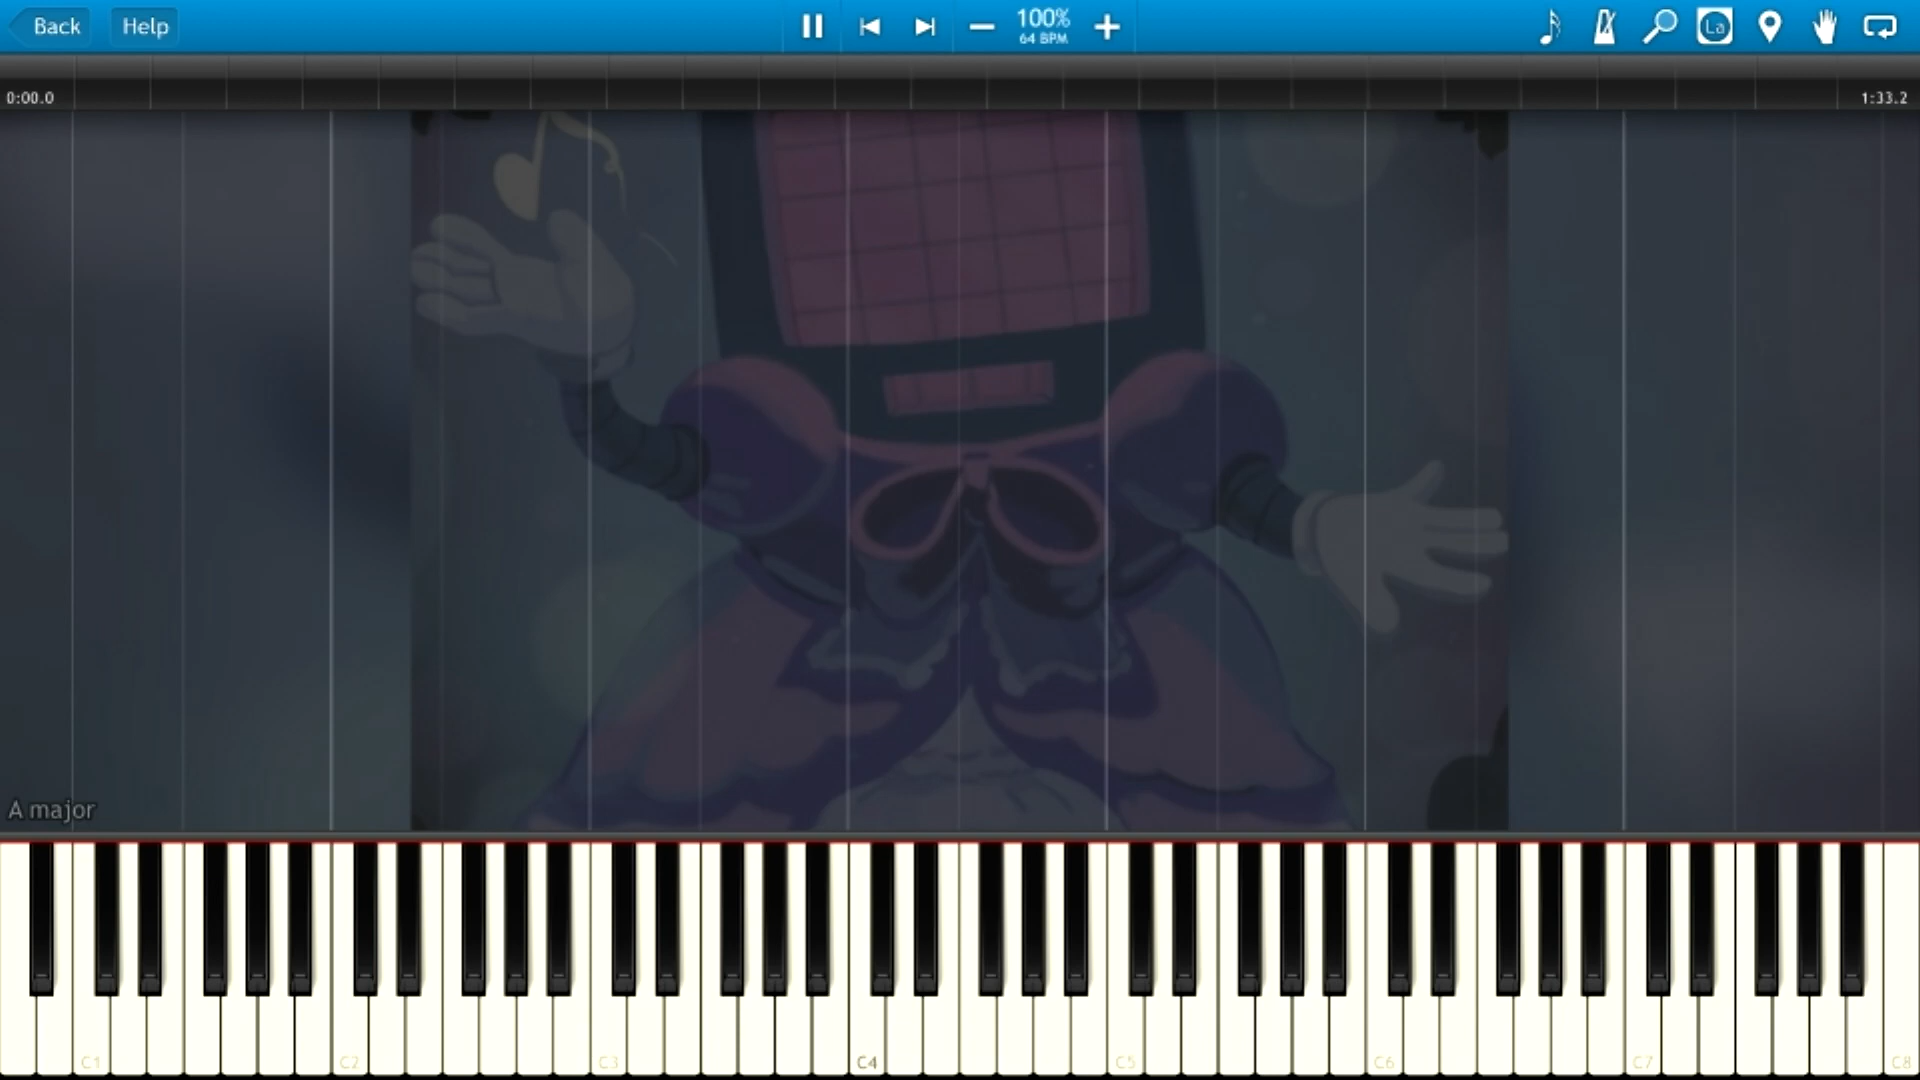 Back Help 100% La
64 BPM
0:00.0 1:33.2
A major
C1 C2 C3 C4 C5 C6 C7 C8